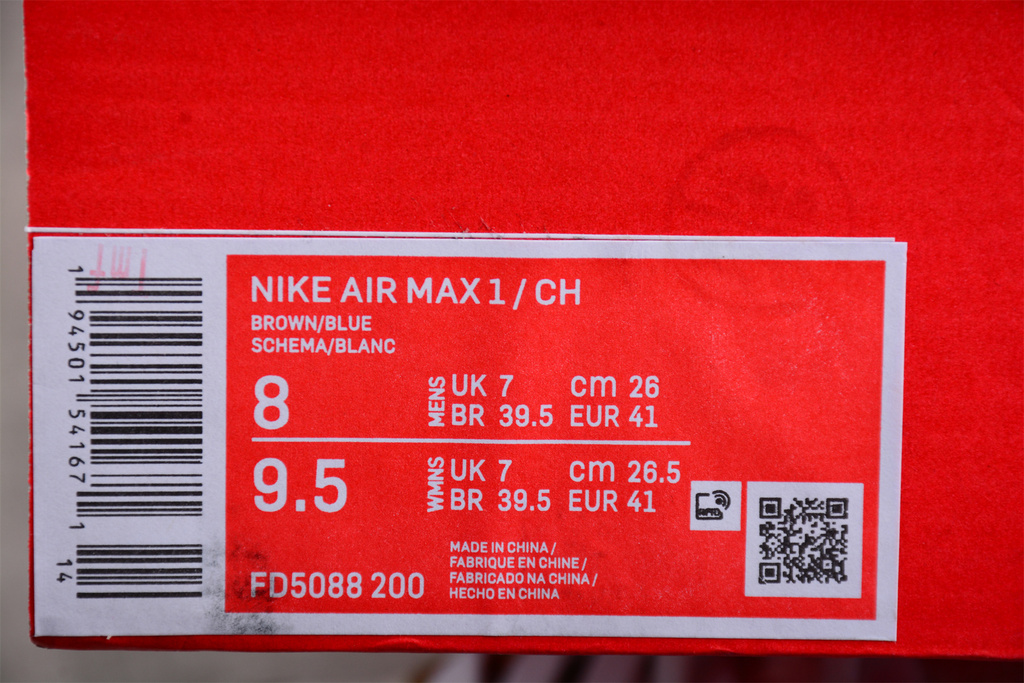 NIKE AIR MAX 1 / CH
BROWN/BLUE
SCHEMA/BLANC
8
MENS
UK 7 cm 26
BR 39.5 EUR 41
9.5
WMNS
UK 7 cm 26.5
BR 39.5 EUR 41
FD5088 200
MADE IN CHINA /
FABRIQUE EN CHINE /
FABRICADO NA CHINA /
HECHO EN CHINA
1 94501 54167 1
14